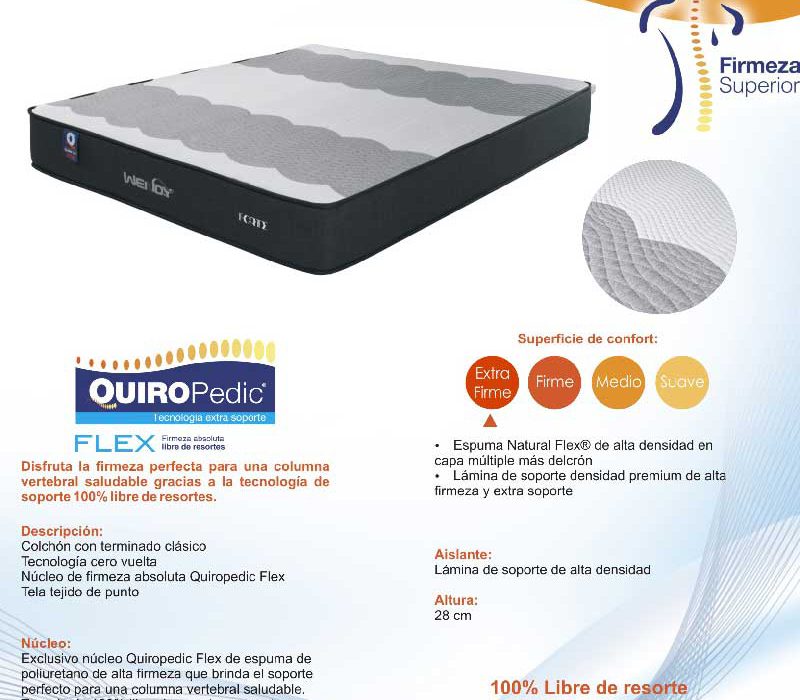 Firmeza
Superior
WENJOY®
FORTE
Superficie de confort:
Extra
Firme
Firme
Medio
Suave
QUIROPedic®
Tecnología extra soporte
FLEX
Firmeza absoluta
libre de resortes
Disfruta la firmeza perfecta para una columna
vertebral saludable gracias a la tecnología de
soporte 100% libre de resortes.
• Espuma Natural Flex® de alta densidad en
capa múltiple más delcrón
• Lámina de soporte densidad premium de alta
firmeza y extra soporte
Descripción:
Colchón con terminado clásico
Tecnología cero vuelta
Núcleo de firmeza absoluta Quiropedic Flex
Tela tejido de punto
Aislante:
Lámina de soporte de alta densidad
Altura:
28 cm
Núcleo:
Exclusivo núcleo Quiropedic Flex de espuma de
poliuretano de alta firmeza que brinda el soporte
perfecto para una columna vertebral saludable.
100% Libre de resorte